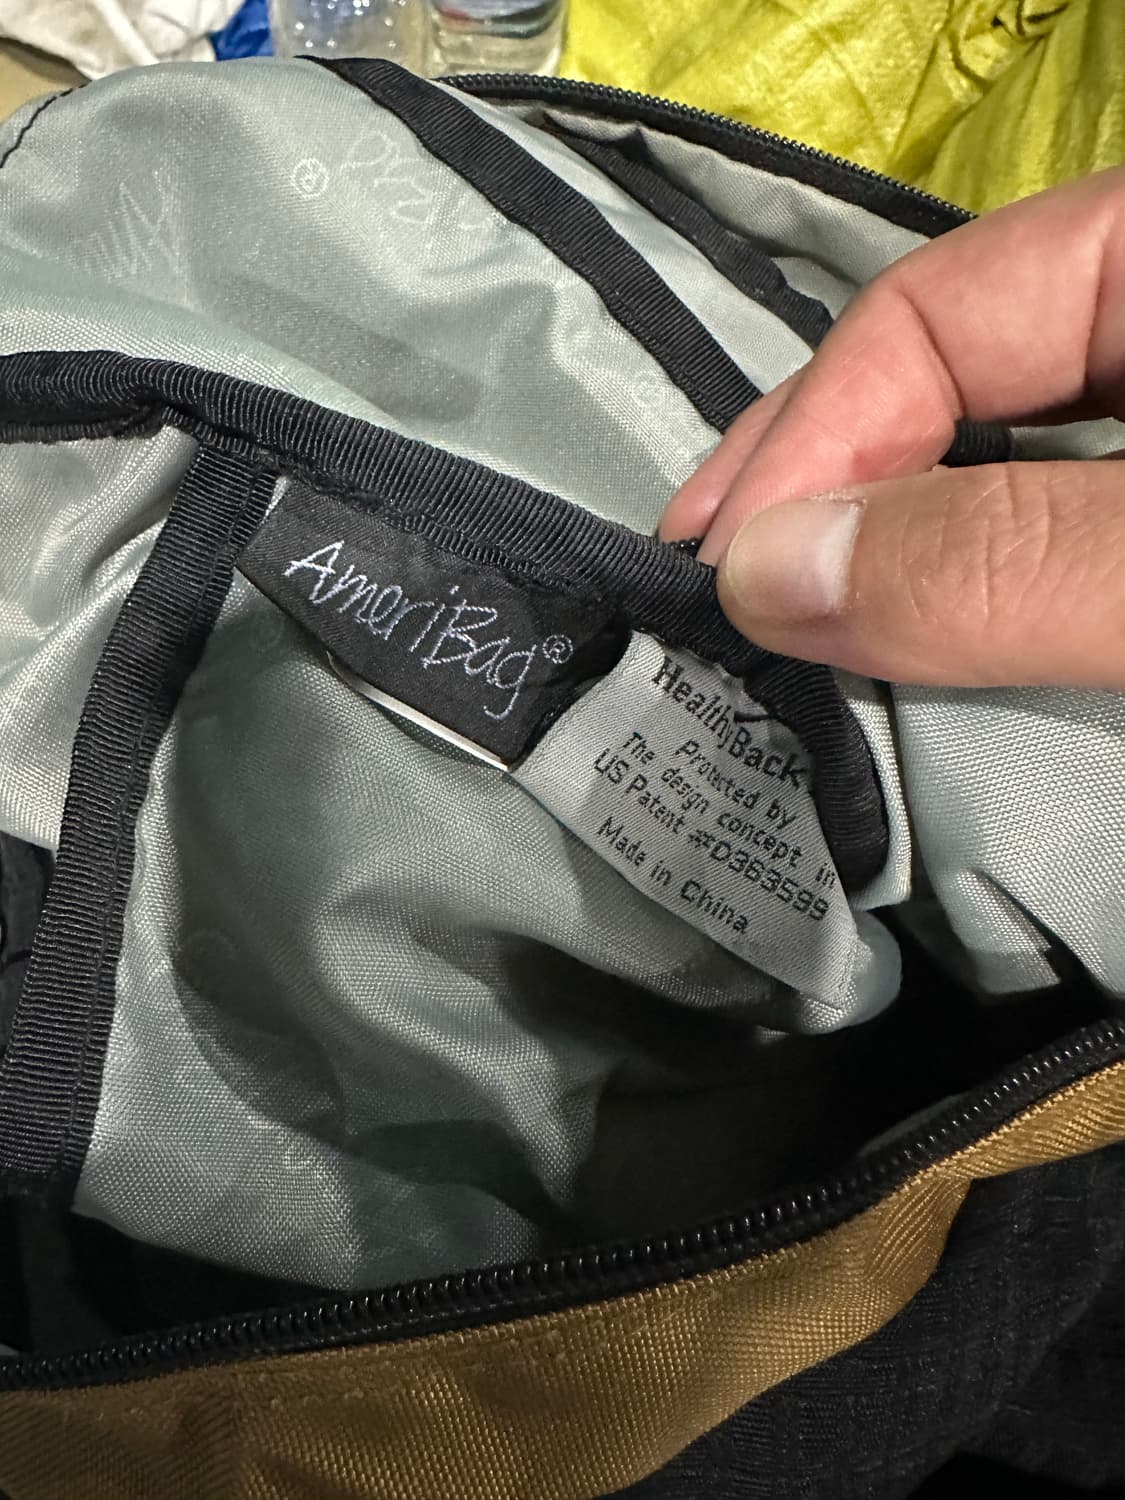 AmeriBag®
HealthyBack
Protected by
The design concept in
US Patent #D363599
Made in China
®